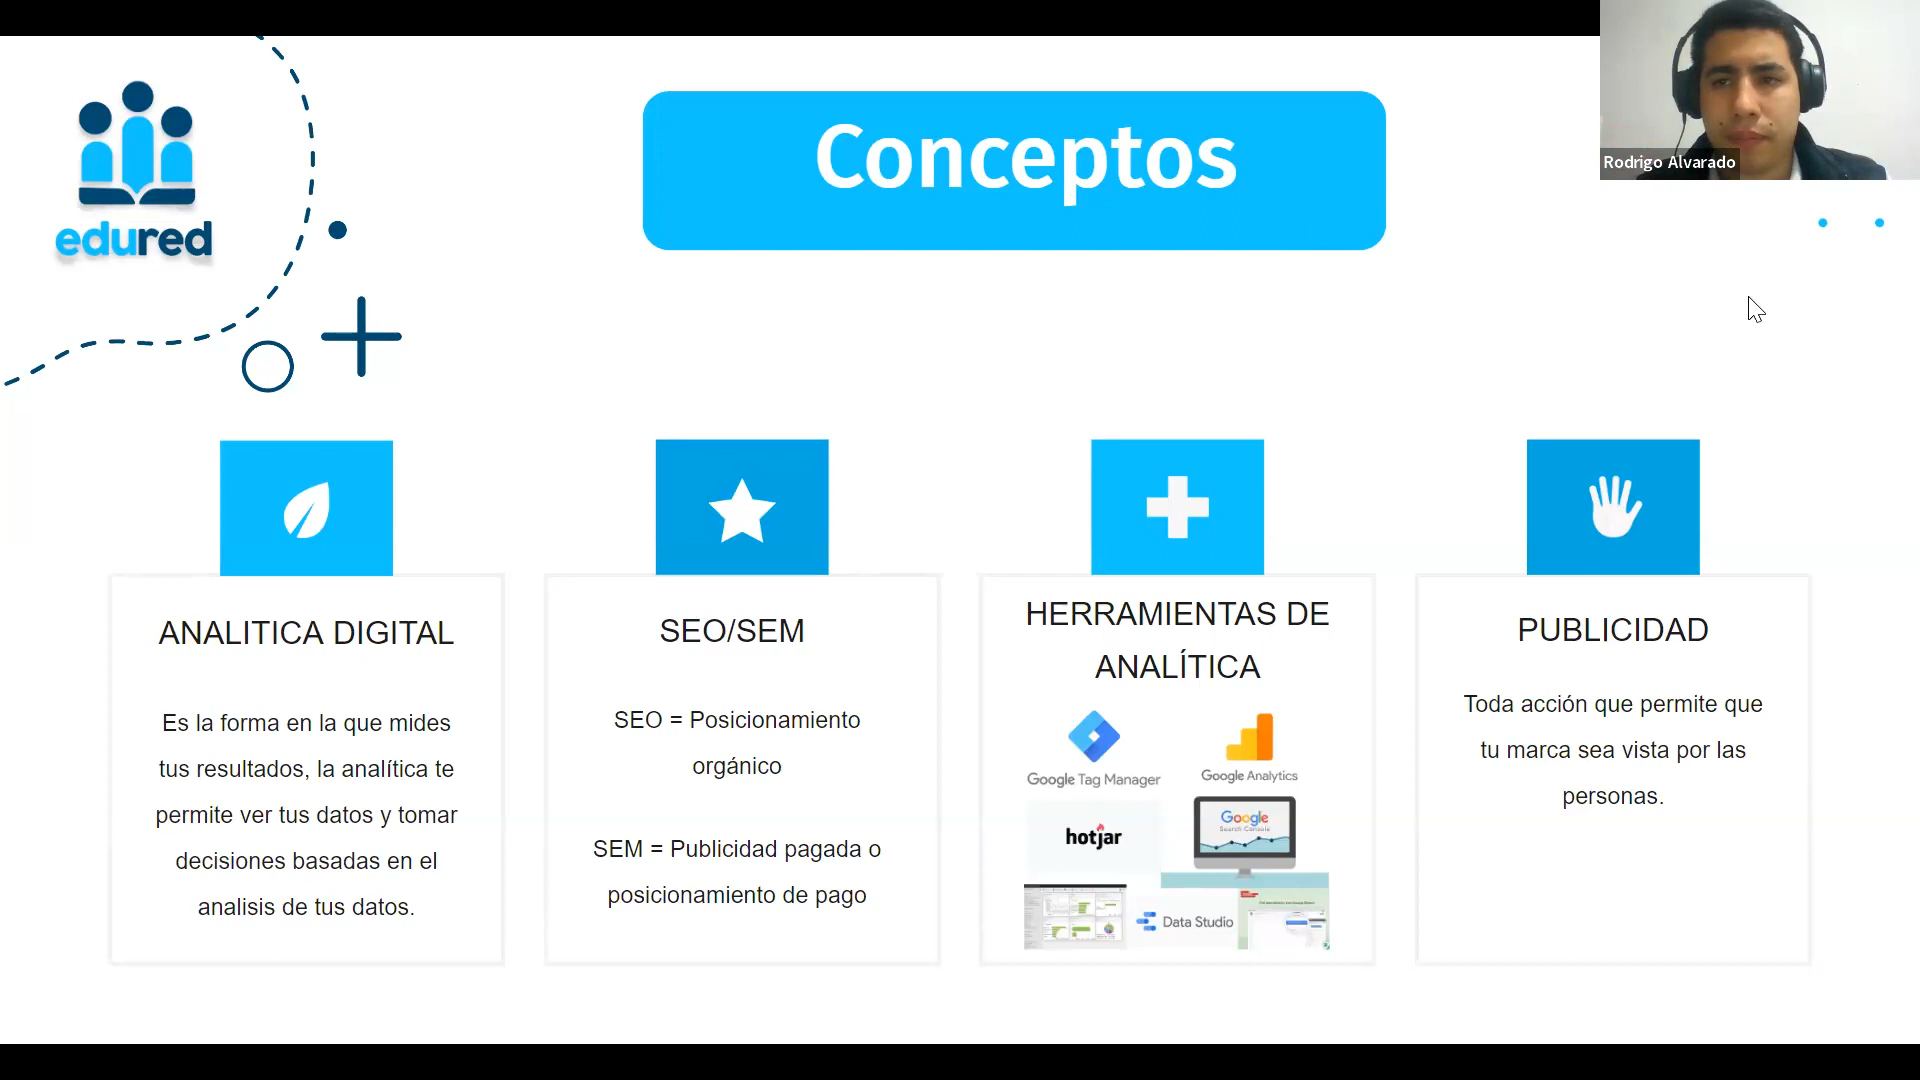 Conceptos
Rodrigo Alvarado
edured
ANALITICA DIGITAL
Es la forma en la que mides
tus resultados, la analítica te
permite ver tus datos y tomar
decisiones basadas en el
analisis de tus datos.
SEO/SEM
SEO = Posicionamiento
orgánico
SEM = Publicidad pagada o
posicionamiento de pago
HERRAMIENTAS DE
ANALÍTICA
Google Tag Manager
Google Analytics
hotjar
Google
Search Console
Data Studio
PUBLICIDAD
Toda acción que permite que
tu marca sea vista por las
personas.